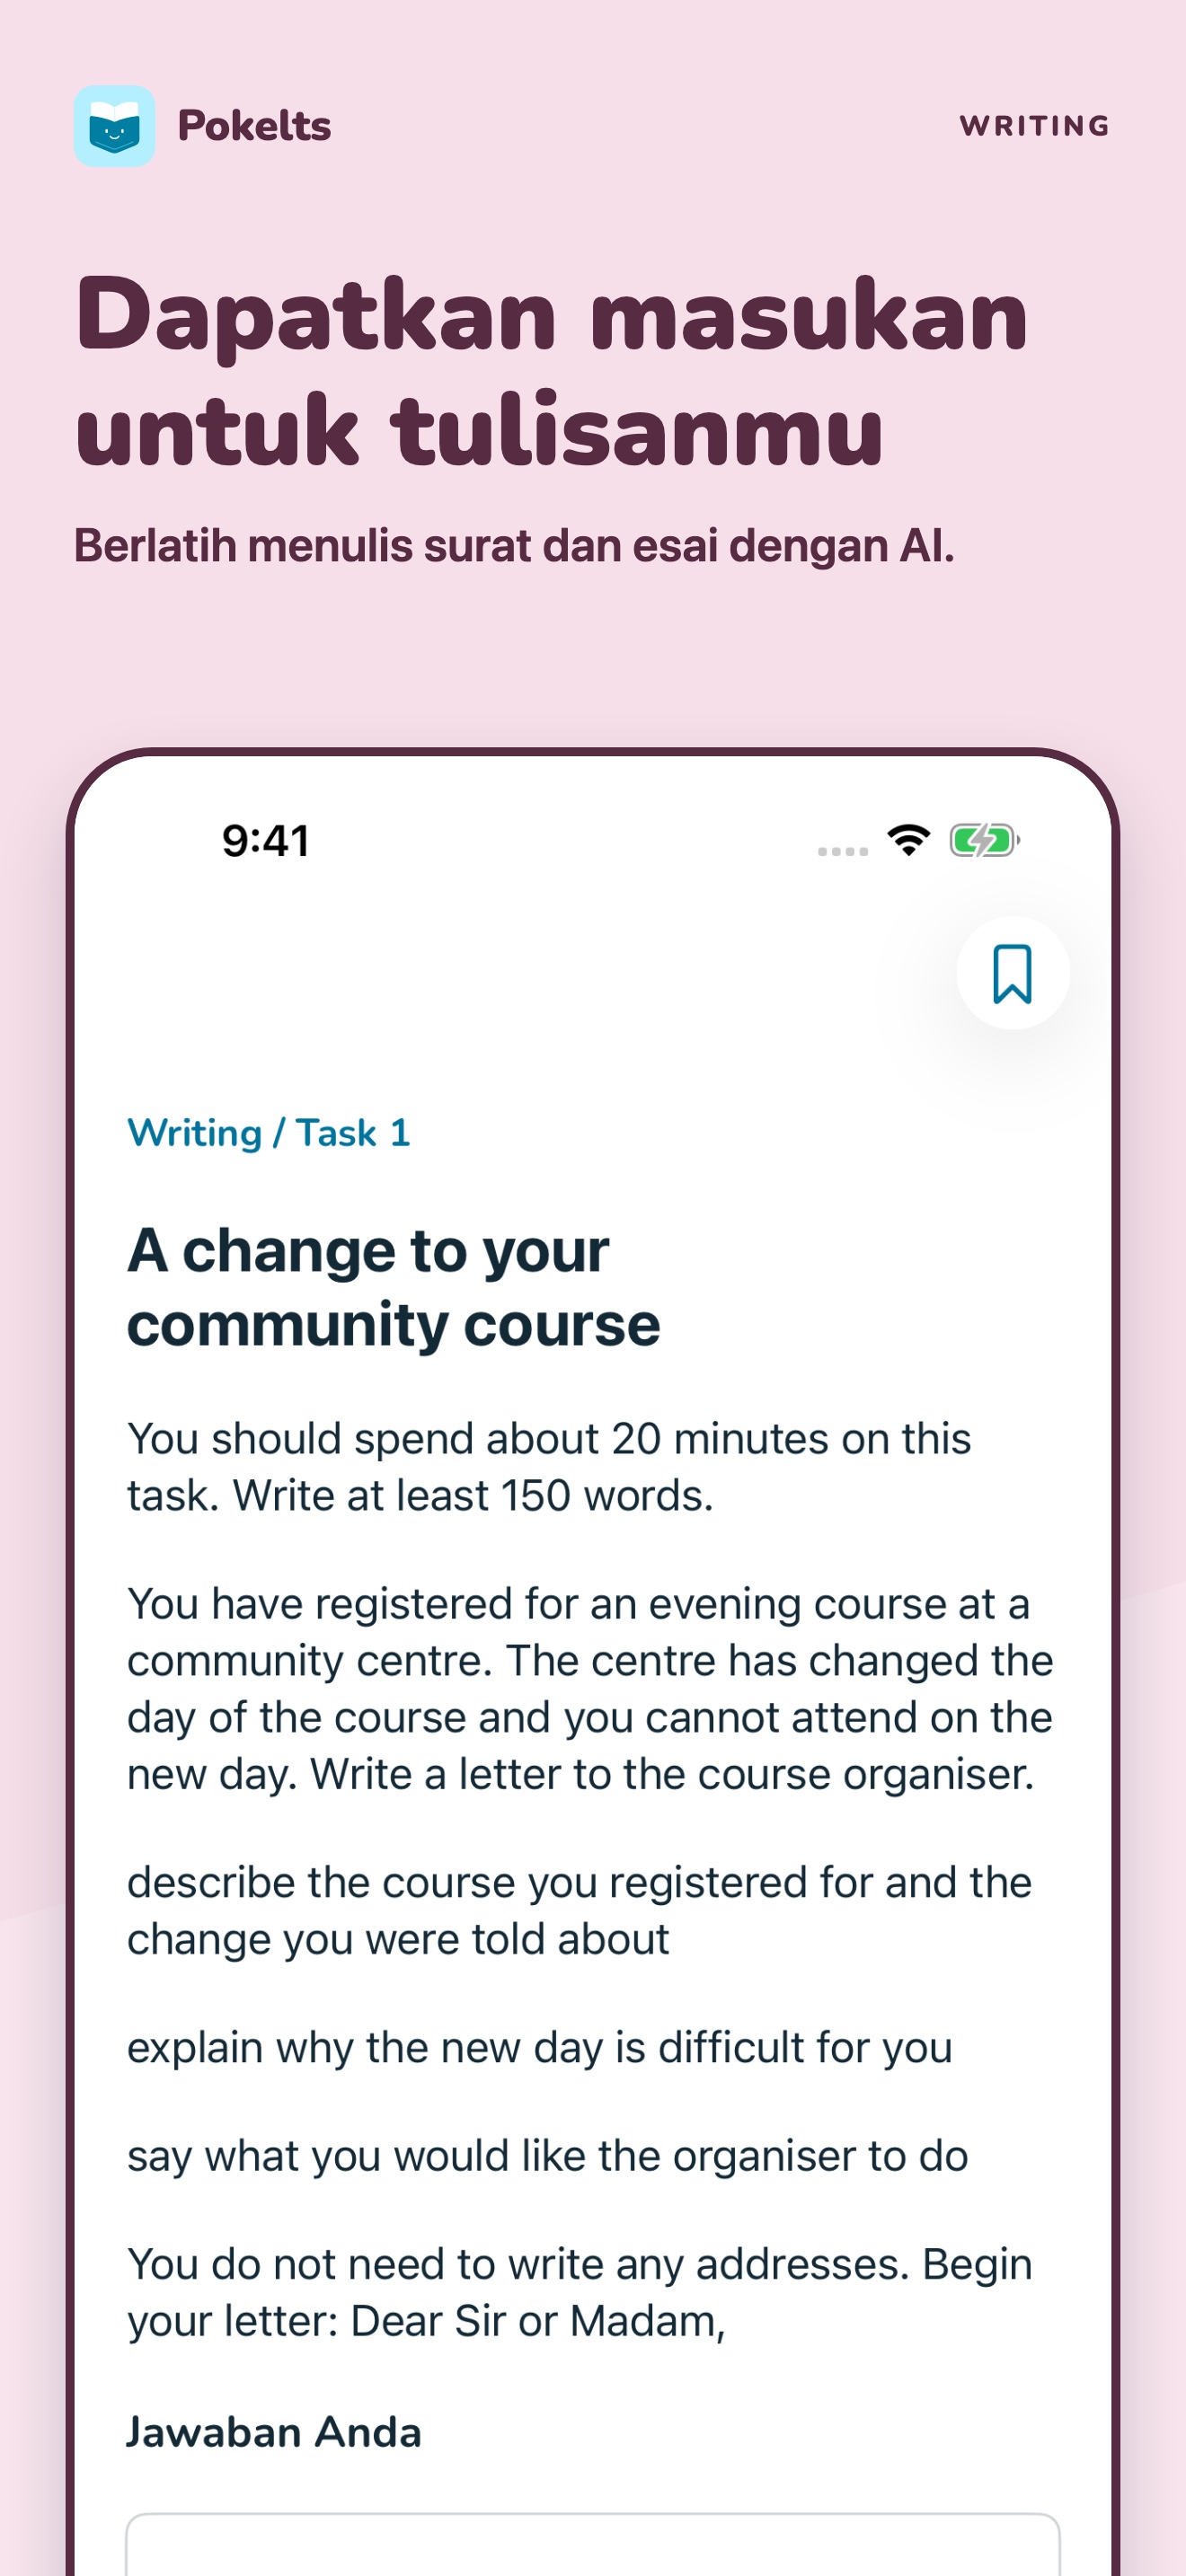 Pokelts
WRITING
Dapatkan masukan
untuk tulisanmu
Berlatih menulis surat dan esai dengan AI.
9:41
Writing / Task 1
A change to your
community course
You should spend about 20 minutes on this
task. Write at least 150 words.
You have registered for an evening course at a
community centre. The centre has changed the
day of the course and you cannot attend on the
new day. Write a letter to the course organiser.
describe the course you registered for and the
change you were told about
explain why the new day is difficult for you
say what you would like the organiser to do
You do not need to write any addresses. Begin
your letter: Dear Sir or Madam,
Jawaban Anda